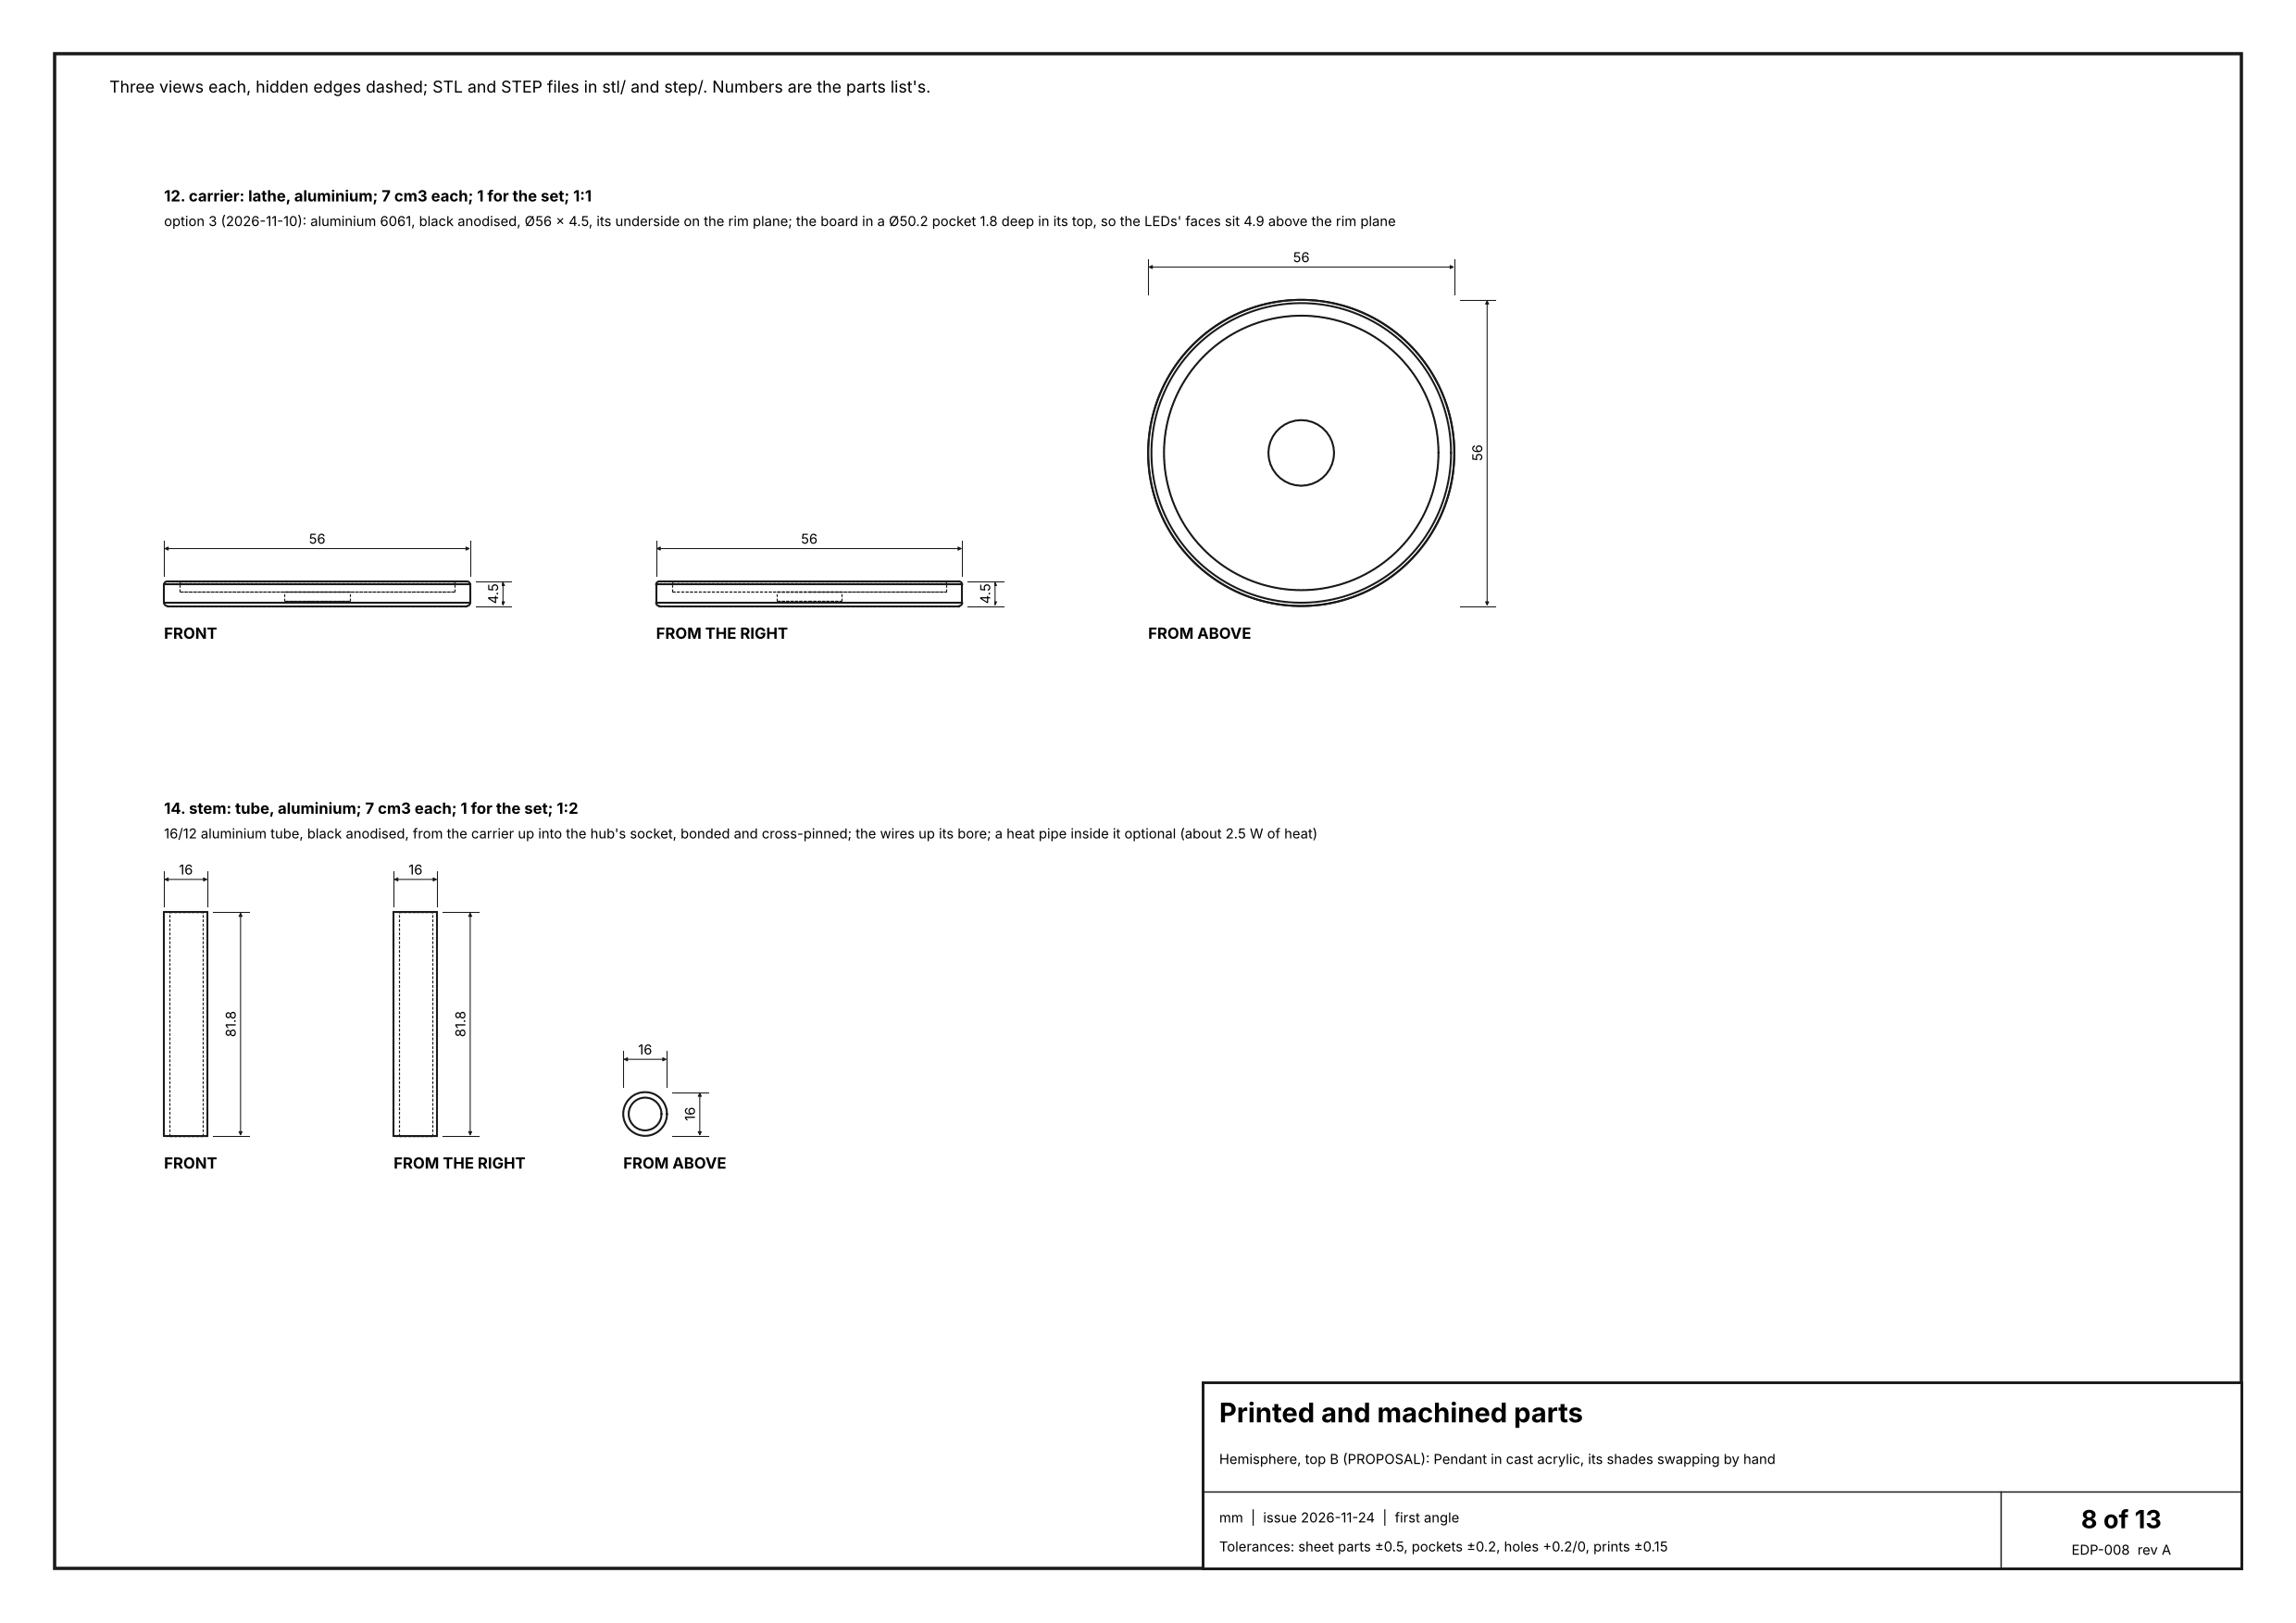 Three views each, hidden edges dashed; STL and STEP files in stl/ and step/. Numbers are the parts list's.
12. carrier: lathe, aluminium; 7 cm3 each; 1 for the set; 1:1
option 3 (2026-11-10): aluminium 6061, black anodised, Ø56 × 4.5, its underside on the rim plane; the board in a Ø50.2 pocket 1.8 deep in its top, so the LEDs' faces sit 4.9 above the rim plane
56
56
56
4.5
56
4.5
FRONT
FROM THE RIGHT
FROM ABOVE
14. stem: tube, aluminium; 7 cm3 each; 1 for the set; 1:2
16/12 aluminium tube, black anodised, from the carrier up into the hub's socket, bonded and cross-pinned; the wires up its bore; a heat pipe inside it optional (about 2.5 W of heat)
16
81.8
16
81.8
16
16
FRONT
FROM THE RIGHT
FROM ABOVE
Printed and machined parts
Hemisphere, top B (PROPOSAL): Pendant in cast acrylic, its shades swapping by hand
mm | issue 2026-11-24 | first angle
Tolerances: sheet parts ±0.5, pockets ±0.2, holes +0.2/0, prints ±0.15
8 of 13
EDP-008 rev A